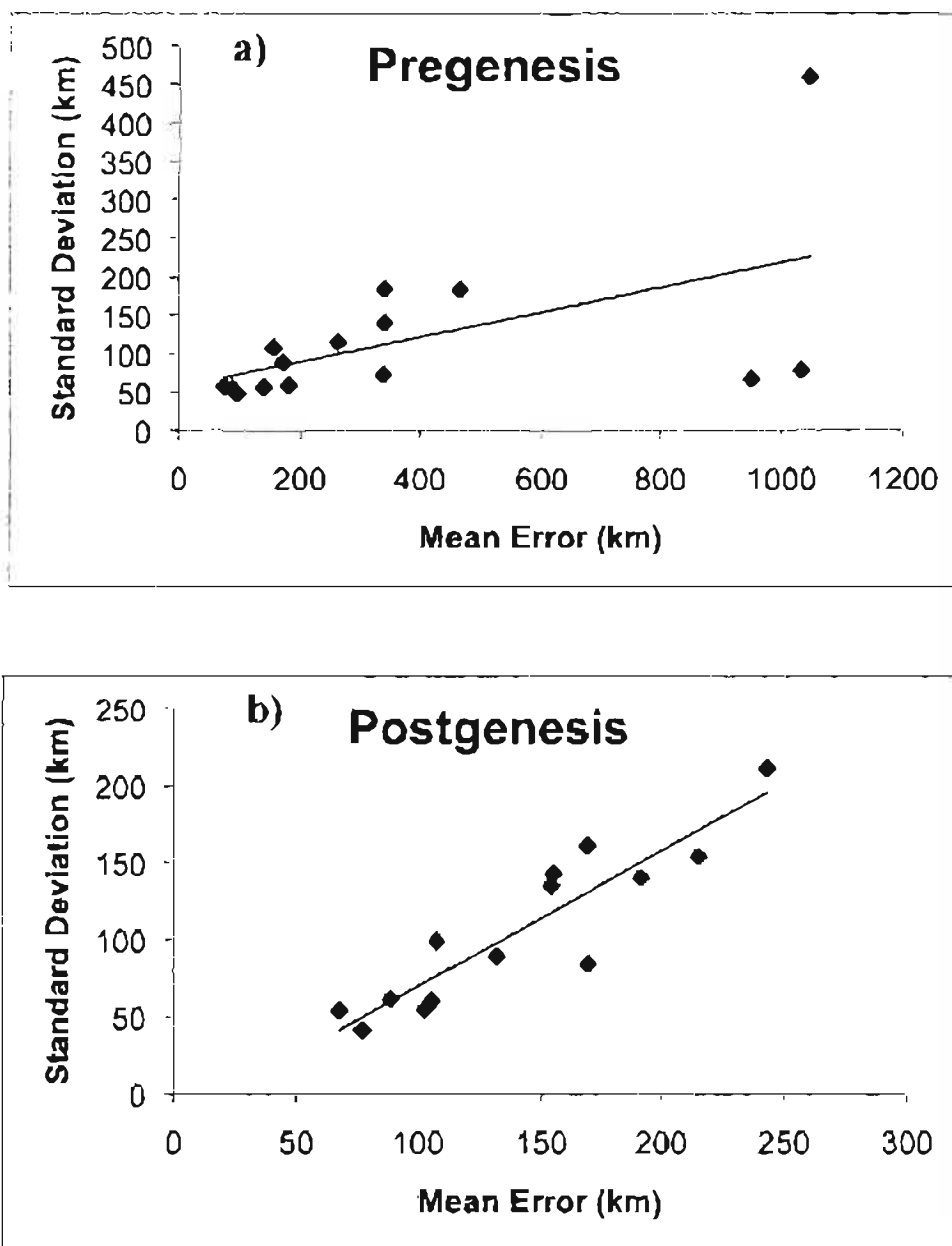 a) Pregenesis
Standard Deviation (km)
500
450
400
350
300
250
200
150
100
50
0
0 200 400 600 800 1000 1200
Mean Error (km)
b) Postgenesis
Standard Deviation (km)
250
200
150
100
50
0
0 50 100 150 200 250 300
Mean Error (km)